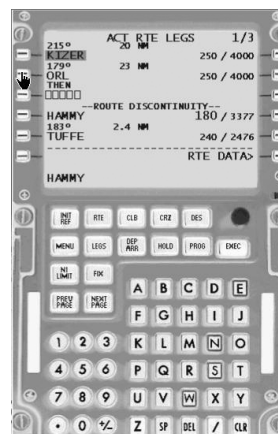 ACT RTE LEGS 1/3
215° 20 NM
KIZER 250 / 4000
179° 23 NM
ORL 250 / 4000
THEN
▯▯▯▯▯
--ROUTE DISCONTINUITY--
HAMMY 180 / 3377
183° 2.4 NM
TUFFE 240 / 2476
RTE DATA>
HAMMY
INIT REF RTE CLB CRZ DES
MENU LEGS DEP ARR HOLD PROG EXEC
N1 LIMIT FIX
PREV PAGE NEXT PAGE
A B C D E
F G H I J
1 2 3 K L M N O
4 5 6 P Q R S T
7 8 9 U V W X Y
. 0 +/- Z SP DEL / CLR